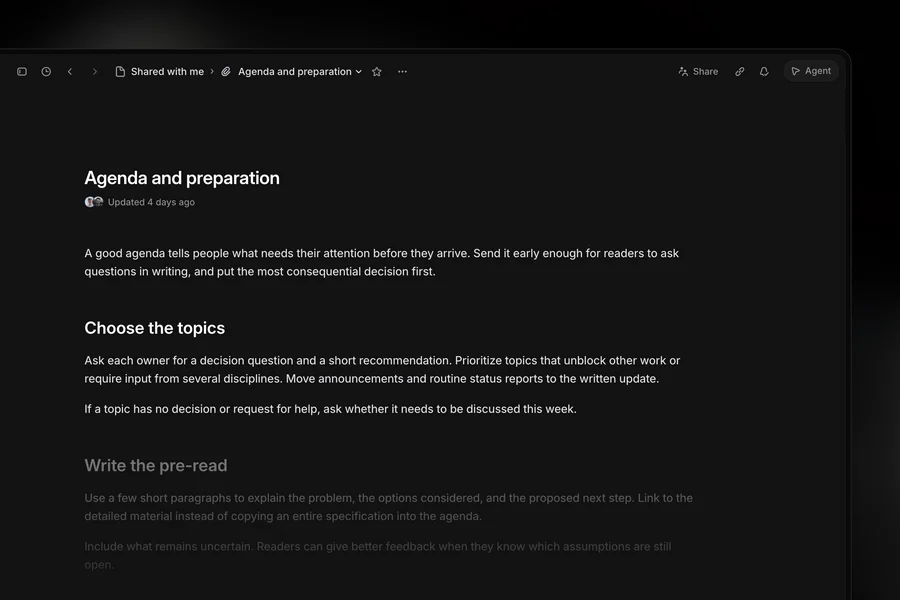 Shared with me
Agenda and preparation
Share
Agent
Agenda and preparation
Updated 4 days ago
A good agenda tells people what needs their attention before they arrive. Send it early enough for readers to ask
questions in writing, and put the most consequential decision first.
Choose the topics
Ask each owner for a decision question and a short recommendation. Prioritize topics that unblock other work or
require input from several disciplines. Move announcements and routine status reports to the written update.
If a topic has no decision or request for help, ask whether it needs to be discussed this week.
Write the pre-read
Use a few short paragraphs to explain the problem, the options considered, and the proposed next step. Link to the
detailed material instead of copying an entire specification into the agenda.
Include what remains uncertain. Readers can give better feedback when they know which assumptions are still
open.